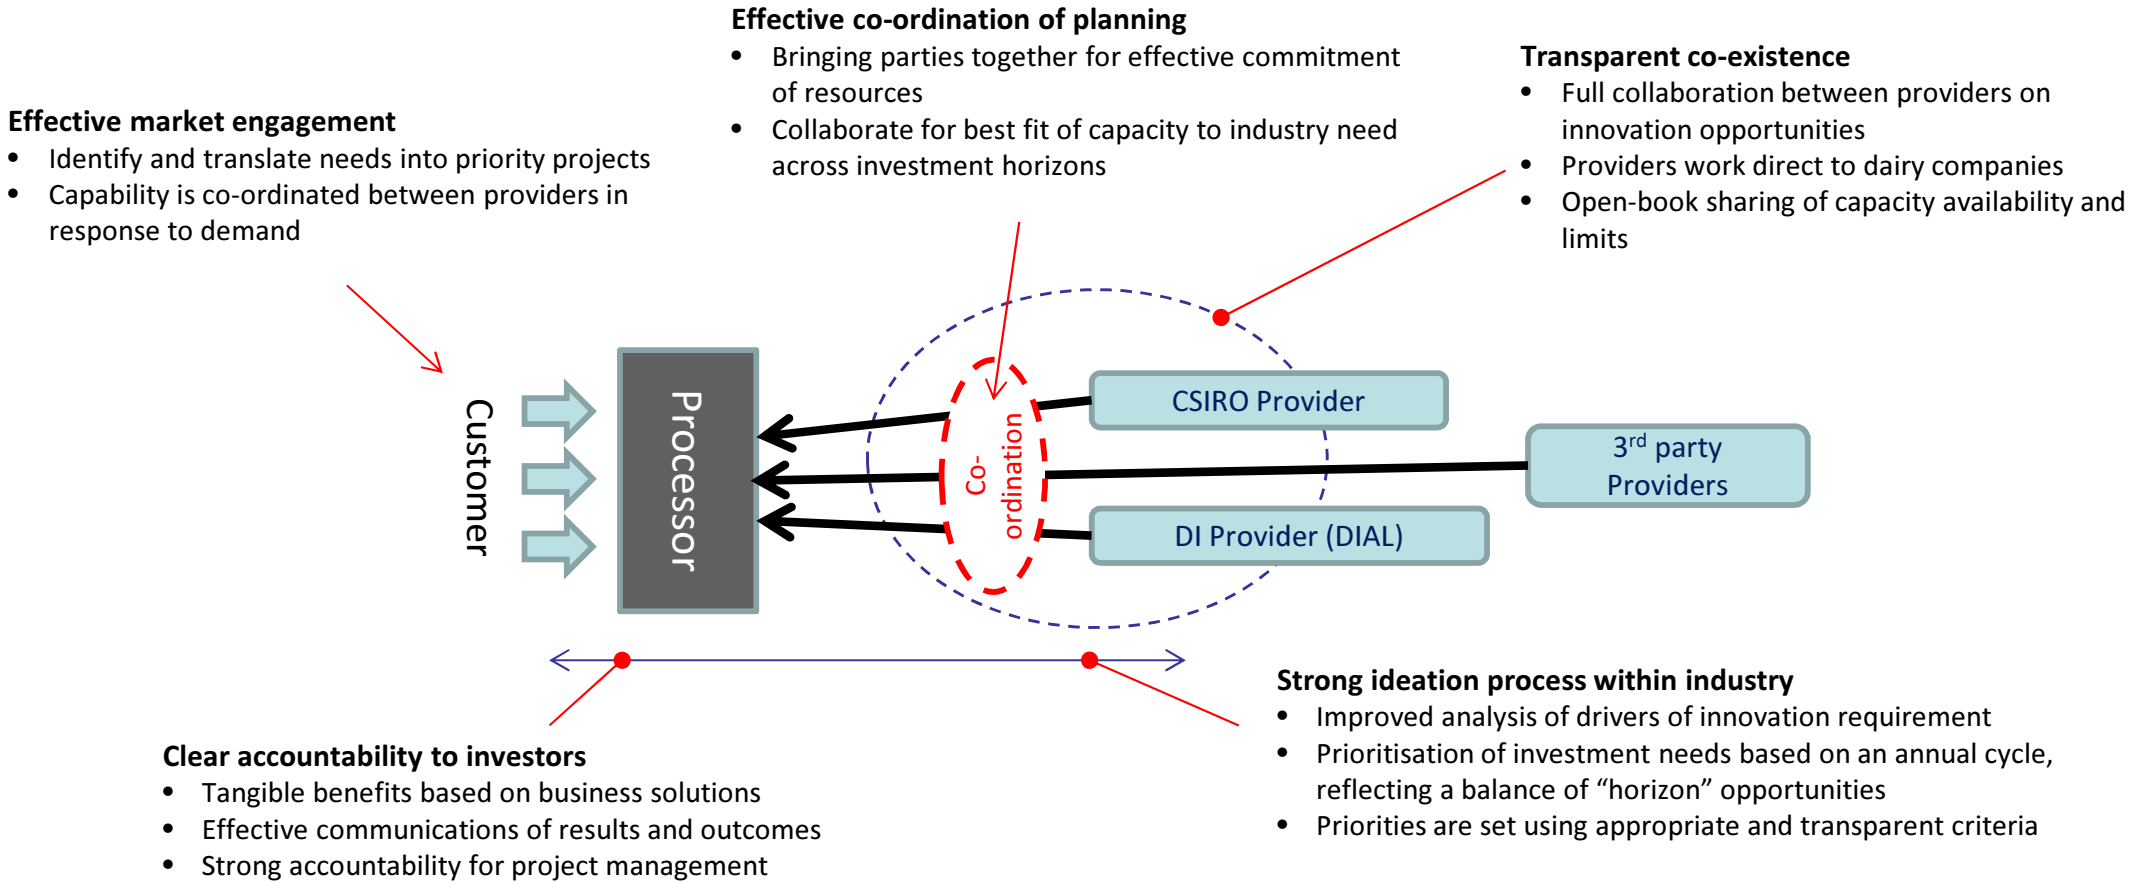 Effective co-ordination of planning
• Bringing parties together for effective commitment
of resources
• Collaborate for best fit of capacity to industry need
across investment horizons
Transparent co-existence
• Full collaboration between providers on
innovation opportunities
• Providers work direct to dairy companies
• Open-book sharing of capacity availability and
limits
Effective market engagement
• Identify and translate needs into priority projects
• Capability is co-ordinated between providers in
response to demand
Customer
Processor
Co-
ordination
CSIRO Provider
3rd party
Providers
DI Provider (DIAL)
Strong ideation process within industry
• Improved analysis of drivers of innovation requirement
• Prioritisation of investment needs based on an annual cycle,
reflecting a balance of “horizon” opportunities
• Priorities are set using appropriate and transparent criteria
Clear accountability to investors
• Tangible benefits based on business solutions
• Effective communications of results and outcomes
• Strong accountability for project management